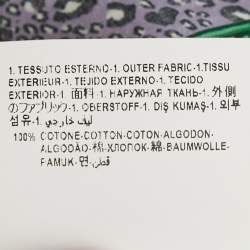 1. TESSUTO ESTERNO-1. OUTER FABRIC-1.TISSU
EXTERIEUR-1. TEJIDO EXTERNO-1. TECIDO
EXTERIOR-1. 面料-1. НАРУЖНАЯ ТКАНЬ-1. 外側
のファブリック-1. OBERSTOFF-1. DIŞ KUMAŞ-1. 외부
섬유-1. ليف خارجي
100% COTONE-COTTON-COTON-ALGODON-
ALGODÃO-棉-ХЛОПОК-綿-BAUMWOLLE-
PAMUK-면-قطن